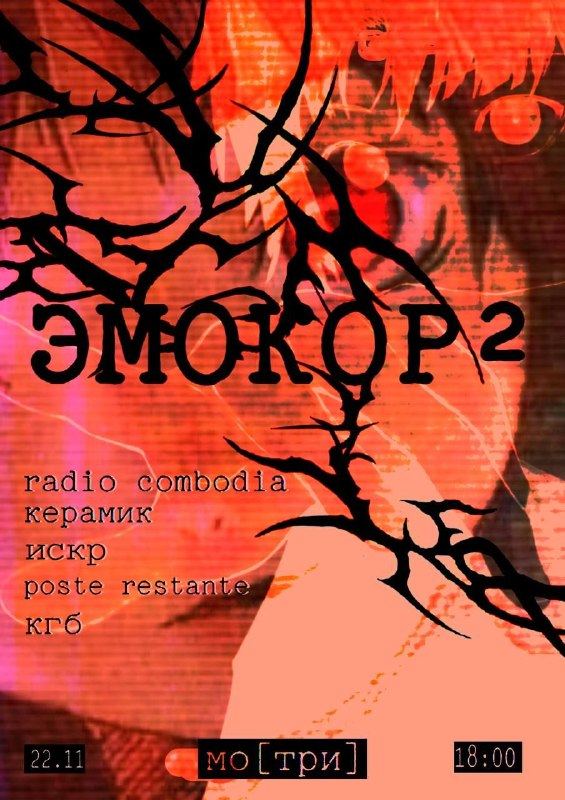 ЭМОКОР²
radio combodia
керамик
искр
poste restante
кгб
22.11
мо[три]
18:00